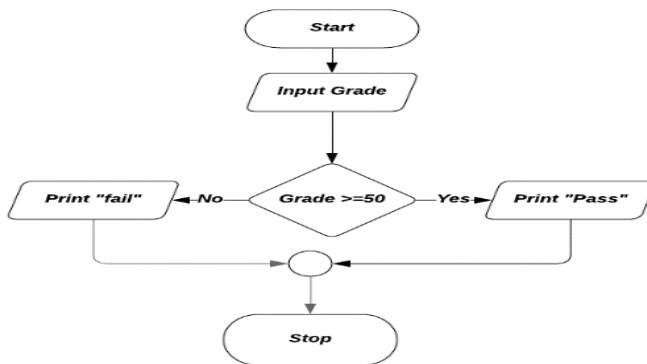 Start
Input Grade
Grade >=50
No
Yes
Print "fail"
Print "Pass"
Stop